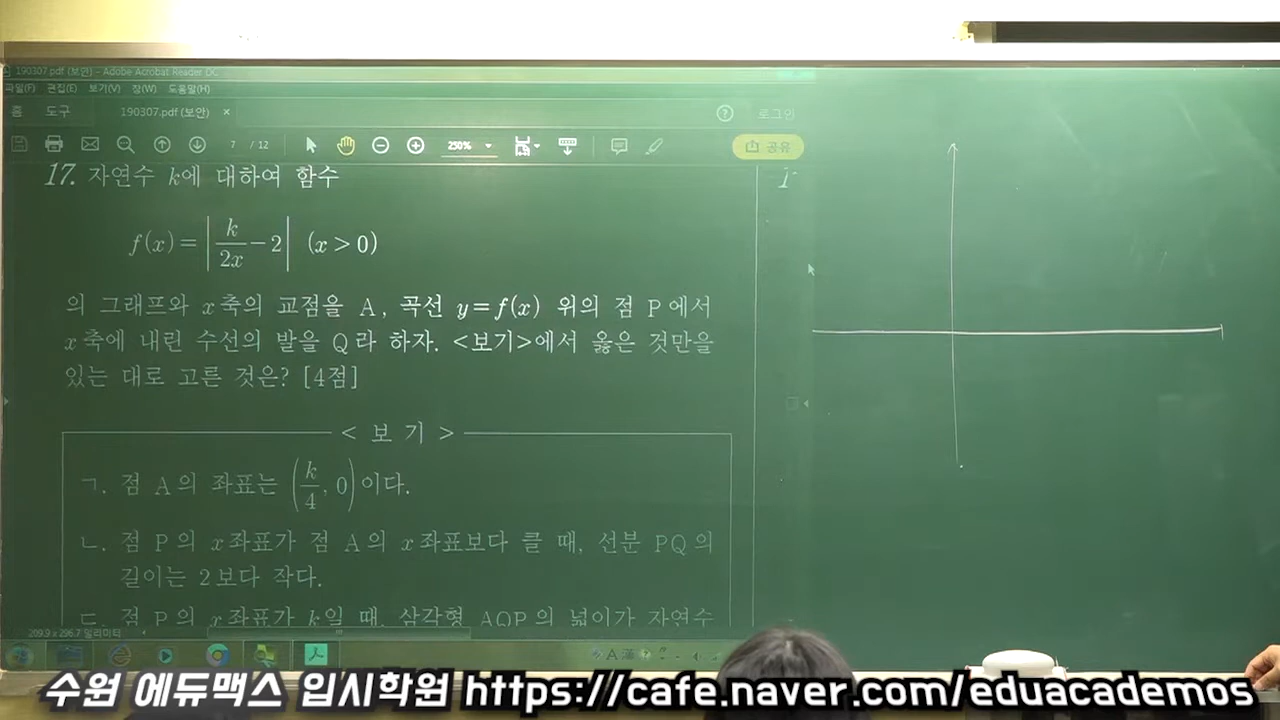 190307.pdf (보안) - Adobe Acrobat Reader DC
파일(F) 편집(E) 보기(V) 창(W) 도움말(H)
홈 도구 190307.pdf (보안) × ? 로그인
7 / 12 250% 공유
17. 자연수 k에 대하여 함수
f(x) = | k/2x − 2 | (x > 0)
의 그래프와 x축의 교점을 A, 곡선 y=f(x) 위의 점 P에서
x축에 내린 수선의 발을 Q라 하자. <보기>에서 옳은 것만을
있는 대로 고른 것은? [4점]
< 보 기 >
ㄱ. 점 A의 좌표는 (k/4, 0)이다.
ㄴ. 점 P의 x좌표가 점 A의 x좌표보다 클 때, 선분 PQ의
길이는 2보다 작다.
ㄷ. 점 P의 x좌표가 k일 때, 삼각형 AQP의 넓이가 자연수
209.9 x 296.7 밀리미터
수원 에듀맥스 입시학원 https://cafe.naver.com/eduacademos